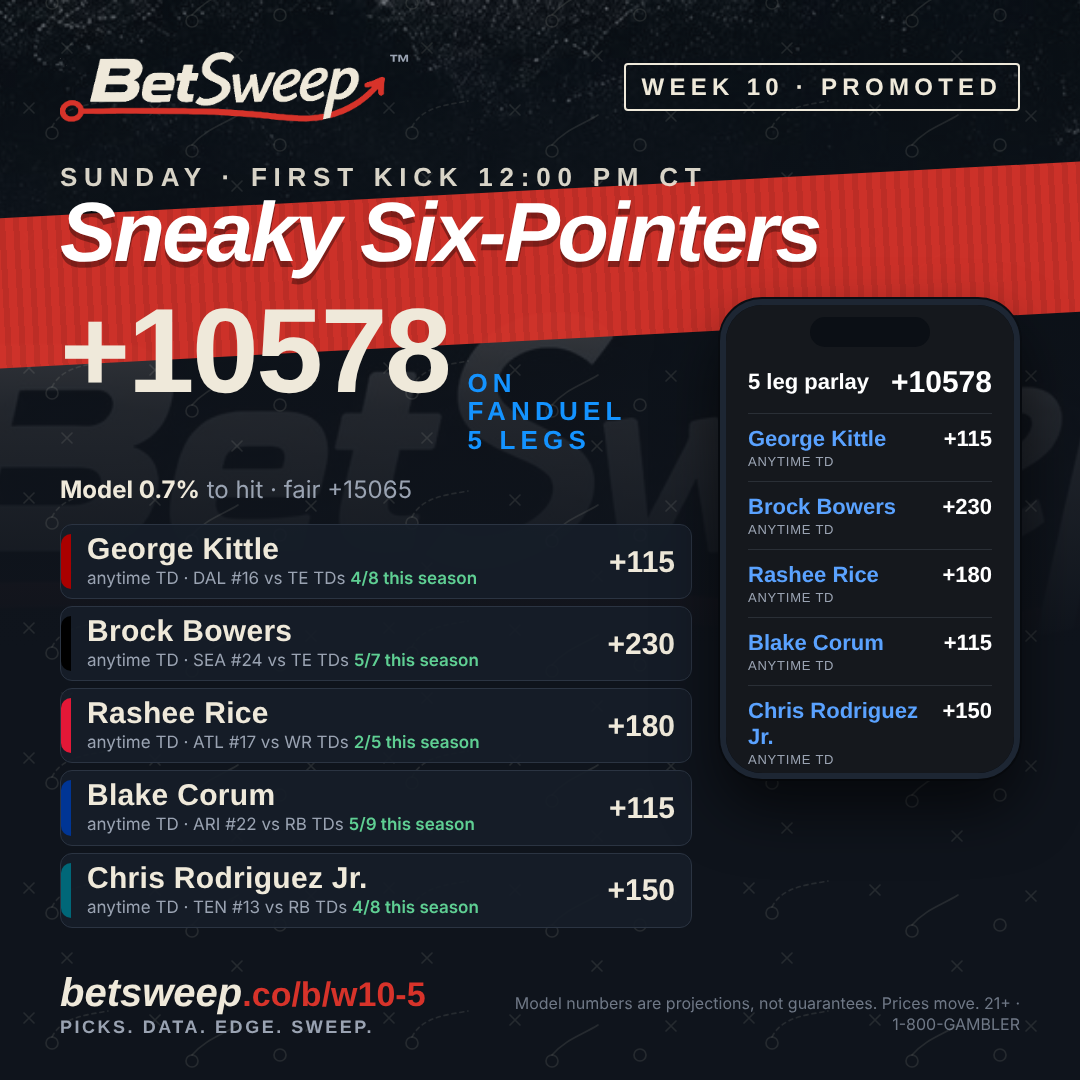 BetSweep™
WEEK 10 · PROMOTED
SUNDAY · FIRST KICK 12:00 PM CT
Sneaky Six-Pointers
+10578
ON
FANDUEL
5 LEGS
Model 0.7% to hit · fair +15065
George Kittle
anytime TD · DAL #16 vs TE TDs 4/8 this season
+115
Brock Bowers
anytime TD · SEA #24 vs TE TDs 5/7 this season
+230
Rashee Rice
anytime TD · ATL #17 vs WR TDs 2/5 this season
+180
Blake Corum
anytime TD · ARI #22 vs RB TDs 5/9 this season
+115
Chris Rodriguez Jr.
anytime TD · TEN #13 vs RB TDs 4/8 this season
+150
5 leg parlay +10578
George Kittle +115
ANYTIME TD
Brock Bowers +230
ANYTIME TD
Rashee Rice +180
ANYTIME TD
Blake Corum +115
ANYTIME TD
Chris Rodriguez +150
Jr.
ANYTIME TD
betsweep.co/b/w10-5
PICKS. DATA. EDGE. SWEEP.
Model numbers are projections, not guarantees. Prices move. 21+ ·
1-800-GAMBLER